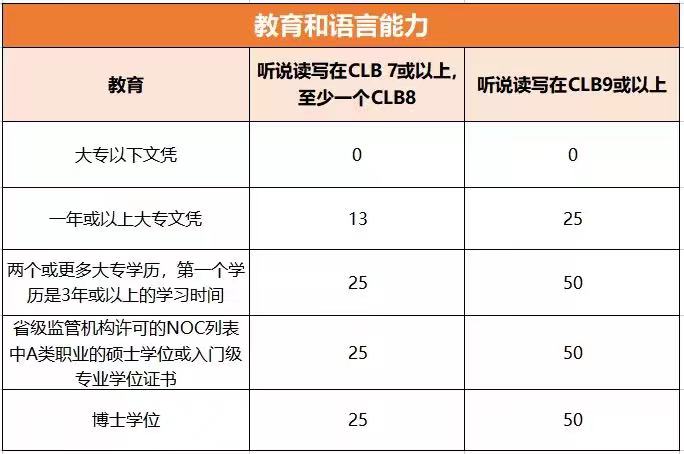 教育和语言能力
教育
听说读写在CLB 7或以上，
至少一个CLB8
听说读写在CLB9或以上
大专以下文凭
0
0
一年或以上大专文凭
13
25
两个或更多大专学历，第一个学
历是3年或以上的学习时间
25
50
省级监管机构许可的NOC列表
中A类职业的硕士学位或入门级
专业学位证书
25
50
博士学位
25
50